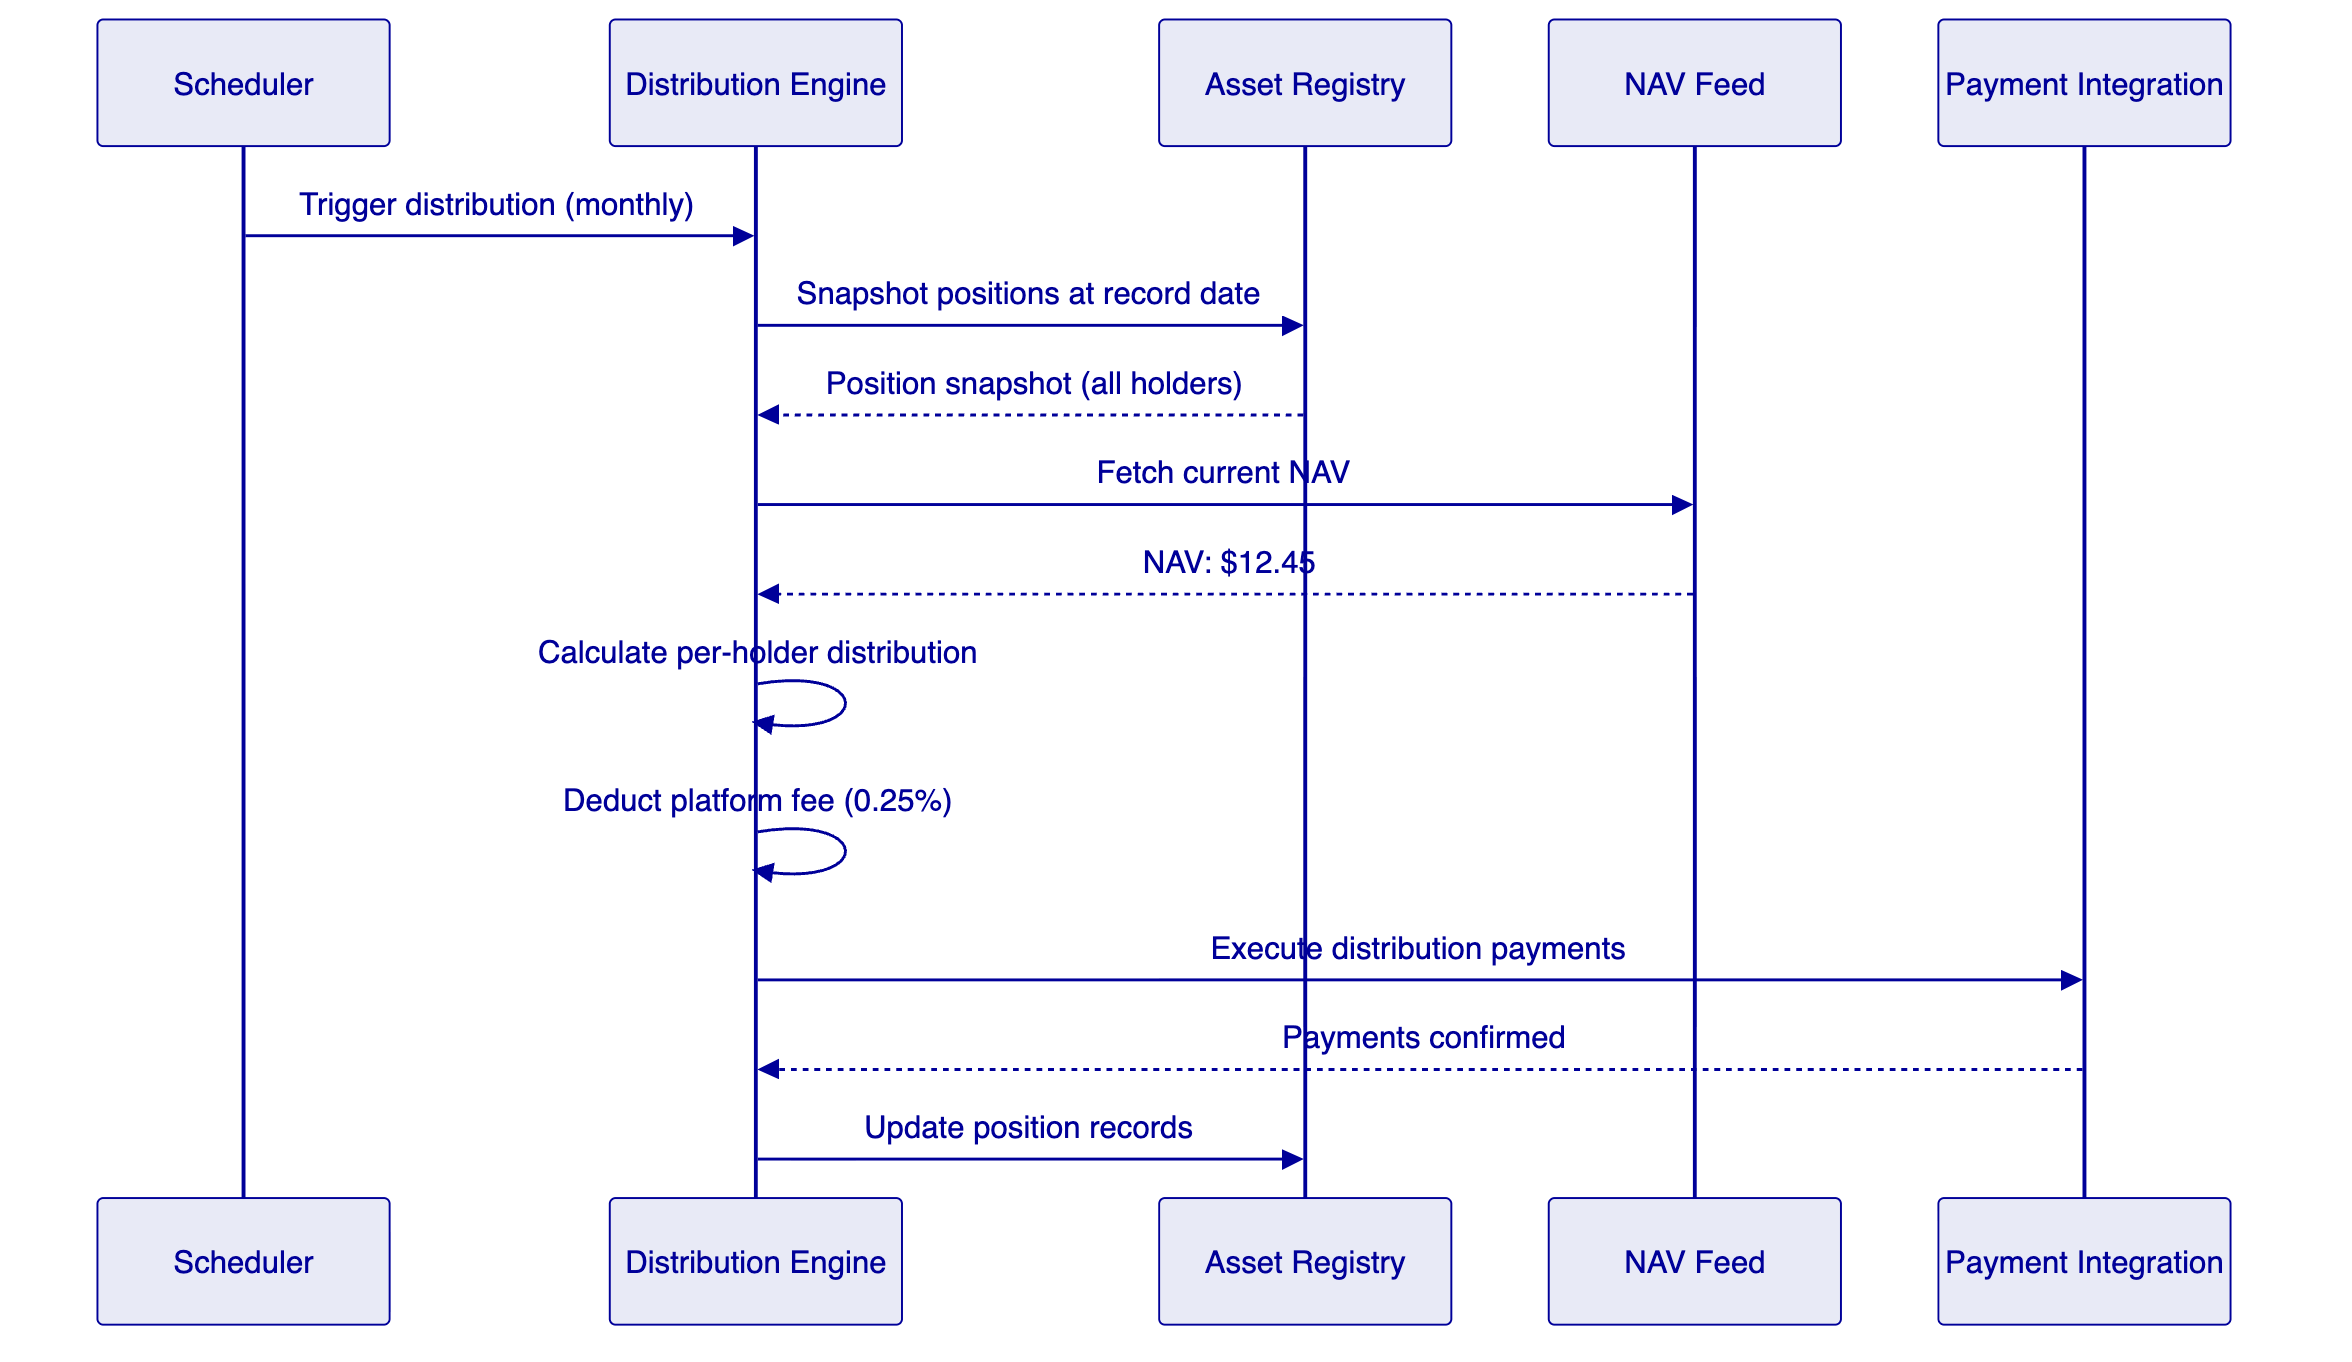 Scheduler
Distribution Engine
Asset Registry
NAV Feed
Payment Integration
Trigger distribution (monthly)
Snapshot positions at record date
Position snapshot (all holders)
Fetch current NAV
NAV: $12.45
Calculate per-holder distribution
Deduct platform fee (0.25%)
Execute distribution payments
Payments confirmed
Update position records
Scheduler
Distribution Engine
Asset Registry
NAV Feed
Payment Integration